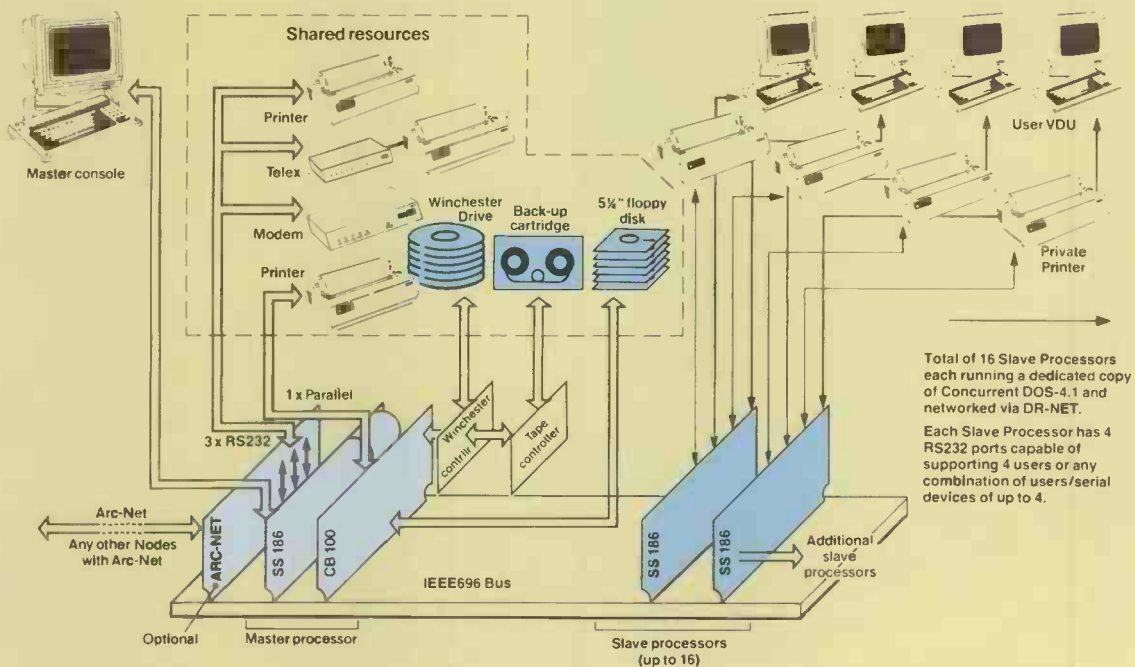 Shared resources
Printer
Telex
Modem
Printer
Master console
Winchester
Drive
Back-up
cartridge
5¼" floppy
disk
User VDU
Private
Printer
Total of 16 Slave Processors
each running a dedicated copy
of Concurrent DOS-4.1 and
networked via DR-NET.
Each Slave Processor has 4
RS232 ports capable of
supporting 4 users or any
combination of users/serial
devices of up to 4.
1 x Parallel
3 x RS232
Winchester
contrlr
Tape
controller
Arc-Net
Any other Nodes
with Arc-Net
ARC-NET
SS 186
CB 100
IEEE696 Bus
SS 186
SS 186
Additional
slave
processors
Optional
Master processor
Slave processors
(up to 16)